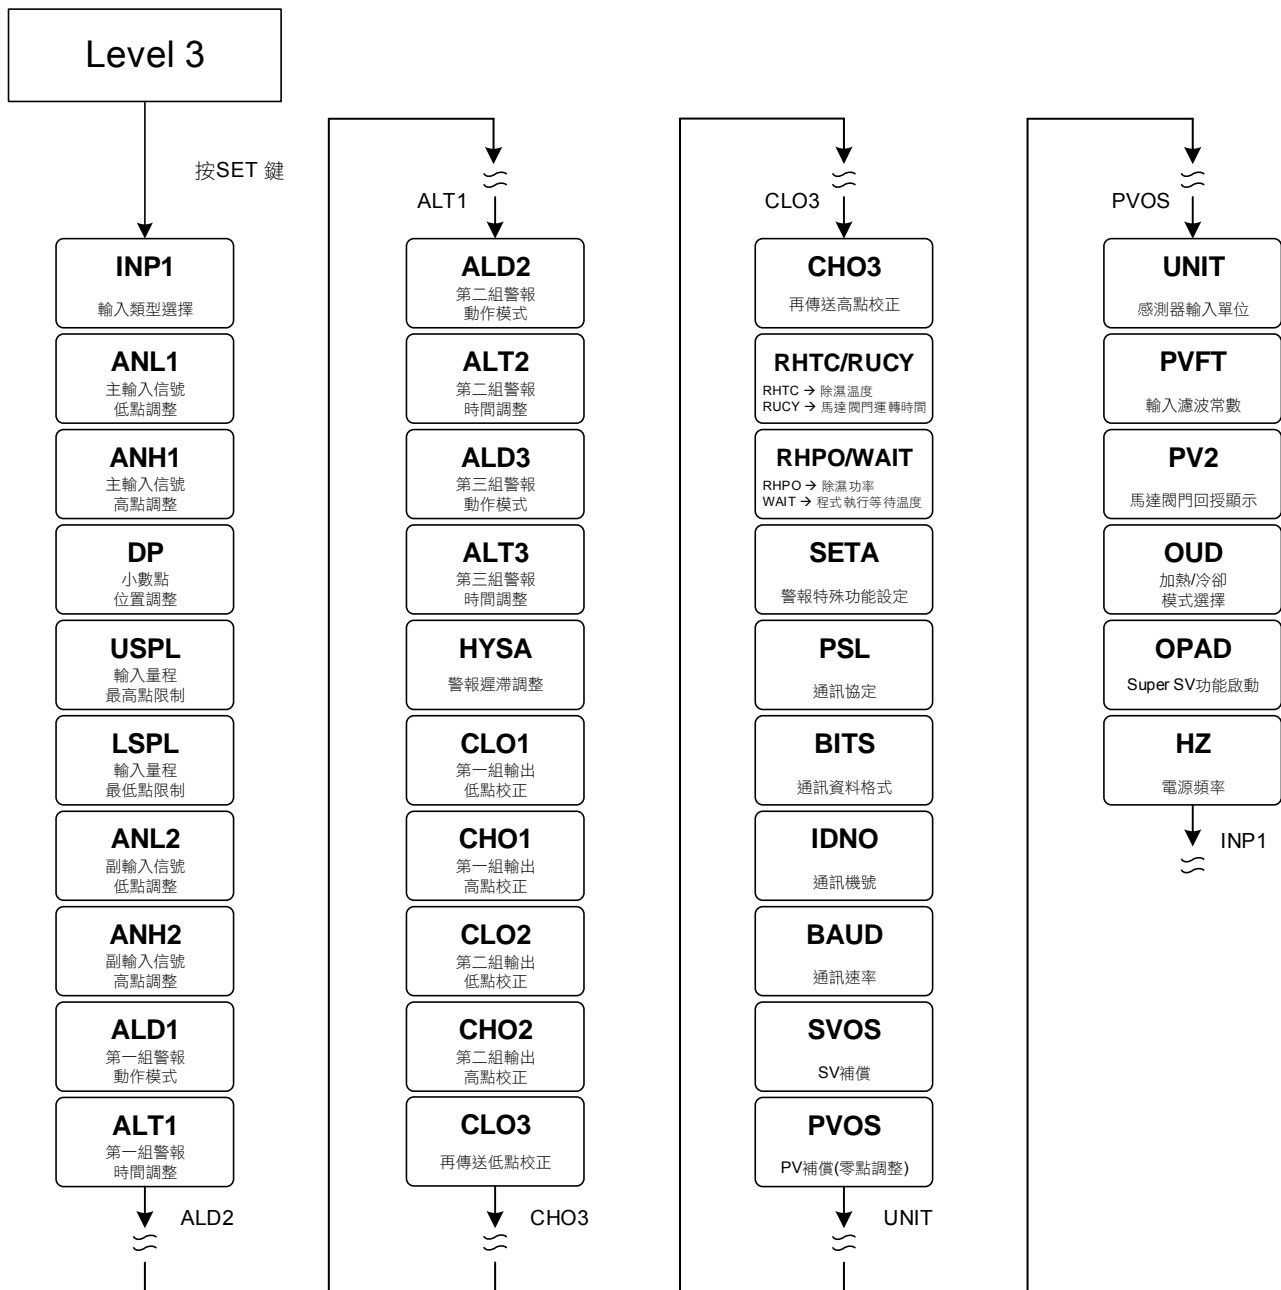 Level 3
按SET 鍵
INP1
輸入類型選擇
ANL1
主輸入信號
低點調整
ANH1
主輸入信號
高點調整
DP
小數點
位置調整
USPL
輸入量程
最高點限制
LSPL
輸入量程
最低點限制
ANL2
副輸入信號
低點調整
ANH2
副輸入信號
高點調整
ALD1
第一組警報
動作模式
ALT1
第一組警報
時間調整
ALD2
ALT1
ALD2
第二組警報
動作模式
ALT2
第二組警報
時間調整
ALD3
第三組警報
動作模式
ALT3
第三組警報
時間調整
HYSA
警報遲滯調整
CLO1
第一組輸出
低點校正
CHO1
第一組輸出
高點校正
CLO2
第二組輸出
低點校正
CHO2
第二組輸出
高點校正
CLO3
再傳送低點校正
CHO3
CLO3
CHO3
再傳送高點校正
RHTC/RUCY
RHTC → 除濕溫度
RUCY → 馬達閥門運轉時間
RHPO/WAIT
RHPO → 除濕功率
WAIT → 程式執行等待溫度
SETA
警報特殊功能設定
PSL
通訊協定
BITS
通訊資料格式
IDNO
通訊機號
BAUD
通訊速率
SVOS
SV補償
PVOS
PV補償(零點調整)
UNIT
PVOS
UNIT
感測器輸入單位
PVFT
輸入濾波常數
PV2
馬達閥門回授顯示
OUD
加熱/冷卻
模式選擇
OPAD
Super SV功能啟動
HZ
電源頻率
INP1